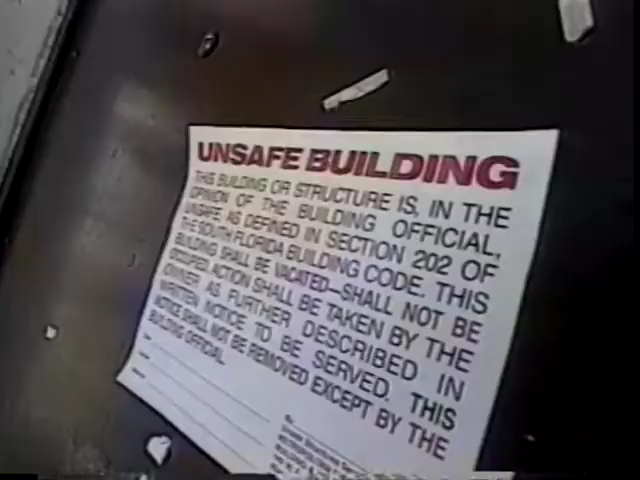 UNSAFE BUILDING
THIS BUILDING OR STRUCTURE IS, IN THE
OPINION OF THE BUILDING OFFICIAL,
UNSAFE AS DEFINED IN SECTION 202 OF
THE SOUTH FLORIDA BUILDING CODE. THIS
BUILDING SHALL BE VACATED—SHALL NOT BE
OCCUPIED. ACTION SHALL BE TAKEN BY THE
OWNER AS FURTHER DESCRIBED IN
WRITTEN NOTICE TO BE SERVED. THIS
NOTICE SHALL NOT BE REMOVED EXCEPT BY THE
BUILDING OFFICIAL.